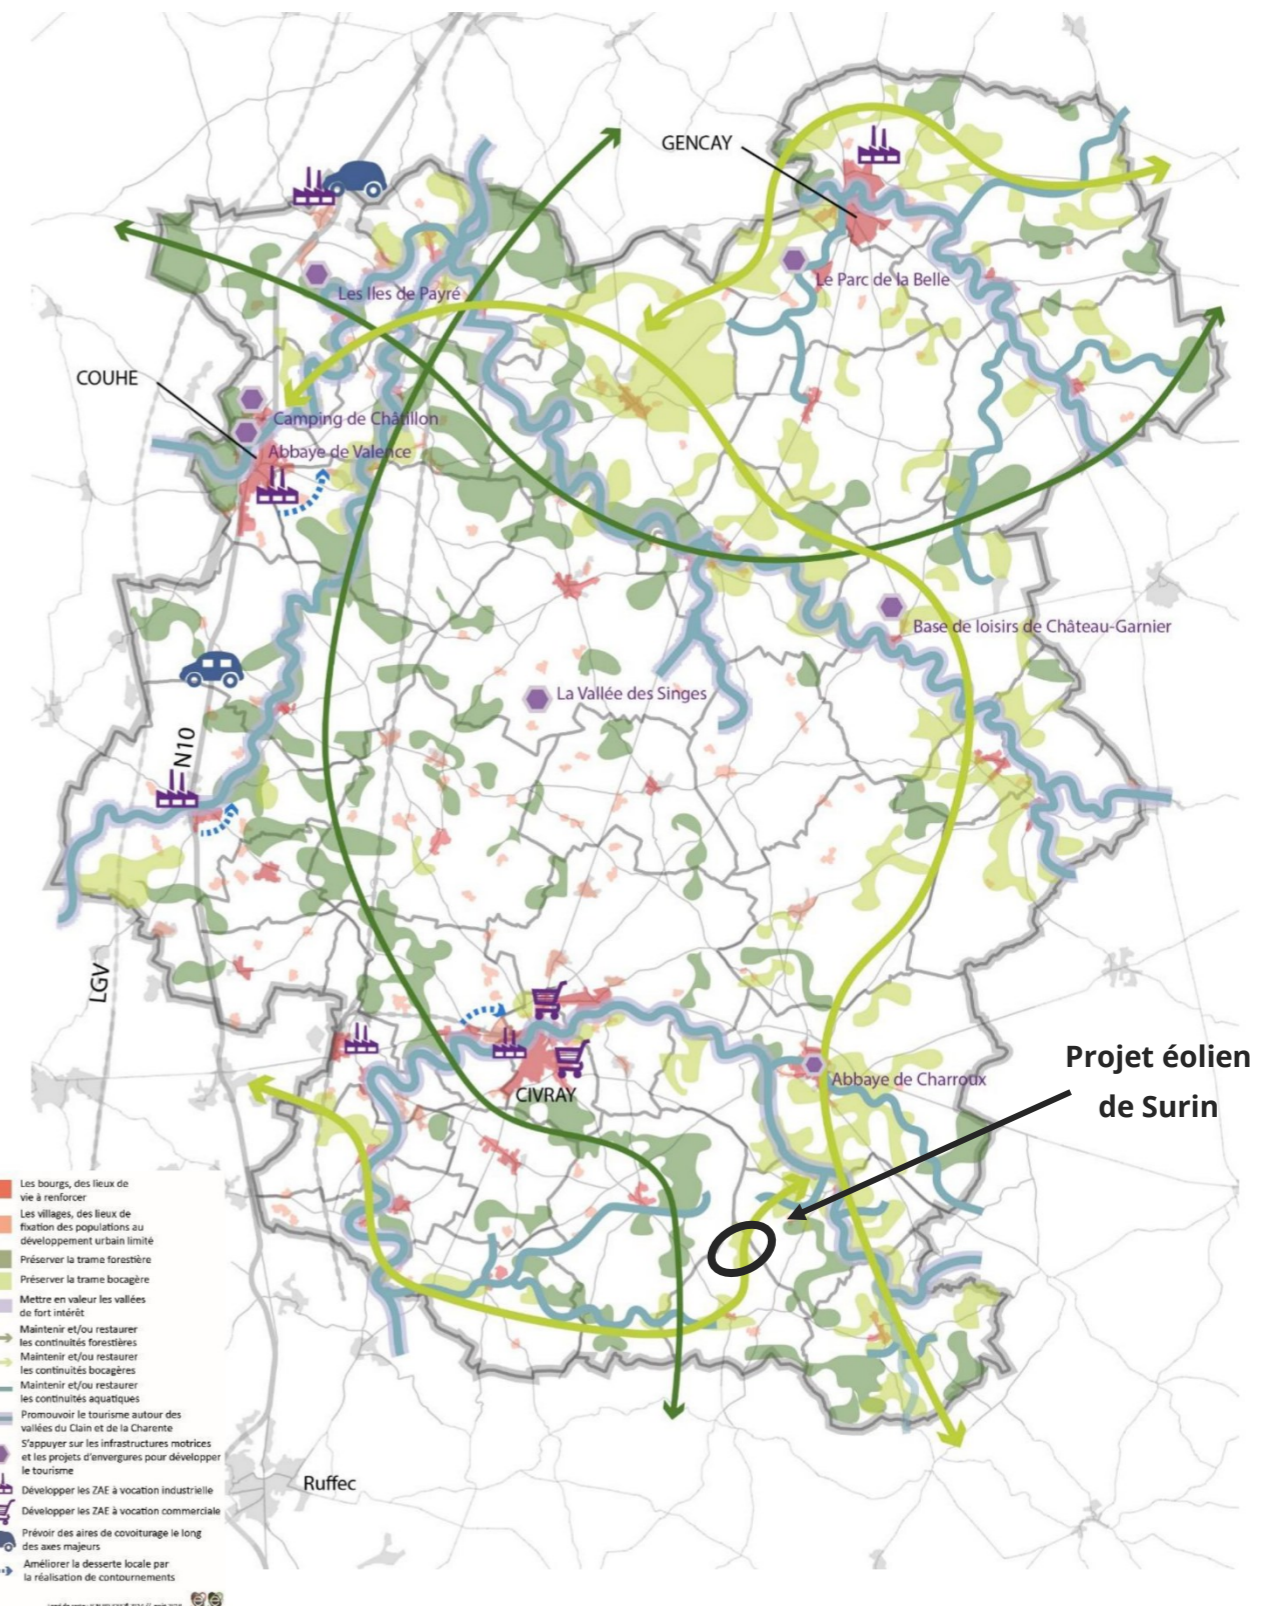 GENCAY
Les Iles de Payré
Le Parc de la Belle
COUHE
Camping de Châtillon
Abbaye de Valence
Base de loisirs de Château-Garnier
La Vallée des Singes
N10
LGV
CIVRAY
Abbaye de Charroux
Projet éolien
de Surin
Les bourgs, des lieux de
vie à renforcer
Les villages, des lieux de
fixation des populations au
développement urbain limité
Préserver la trame forestière
Préserver la trame bocagère
Mettre en valeur les vallées
de fort intérêt
Maintenir et/ou restaurer
les continuités forestières
Maintenir et/ou restaurer
les continuités bocagères
Maintenir et/ou restaurer
les continuités aquatiques
Promouvoir le tourisme autour des
vallées du Clain et de la Charente
S'appuyer sur les infrastructures motrices
et les projets d'envergures pour développer
le tourisme
Développer les ZAE à vocation industrielle
Développer les ZAE à vocation commerciale
Prévoir des aires de covoiturage le long
des axes majeurs
Améliorer la desserte locale par
la réalisation de contournements
Ruffec